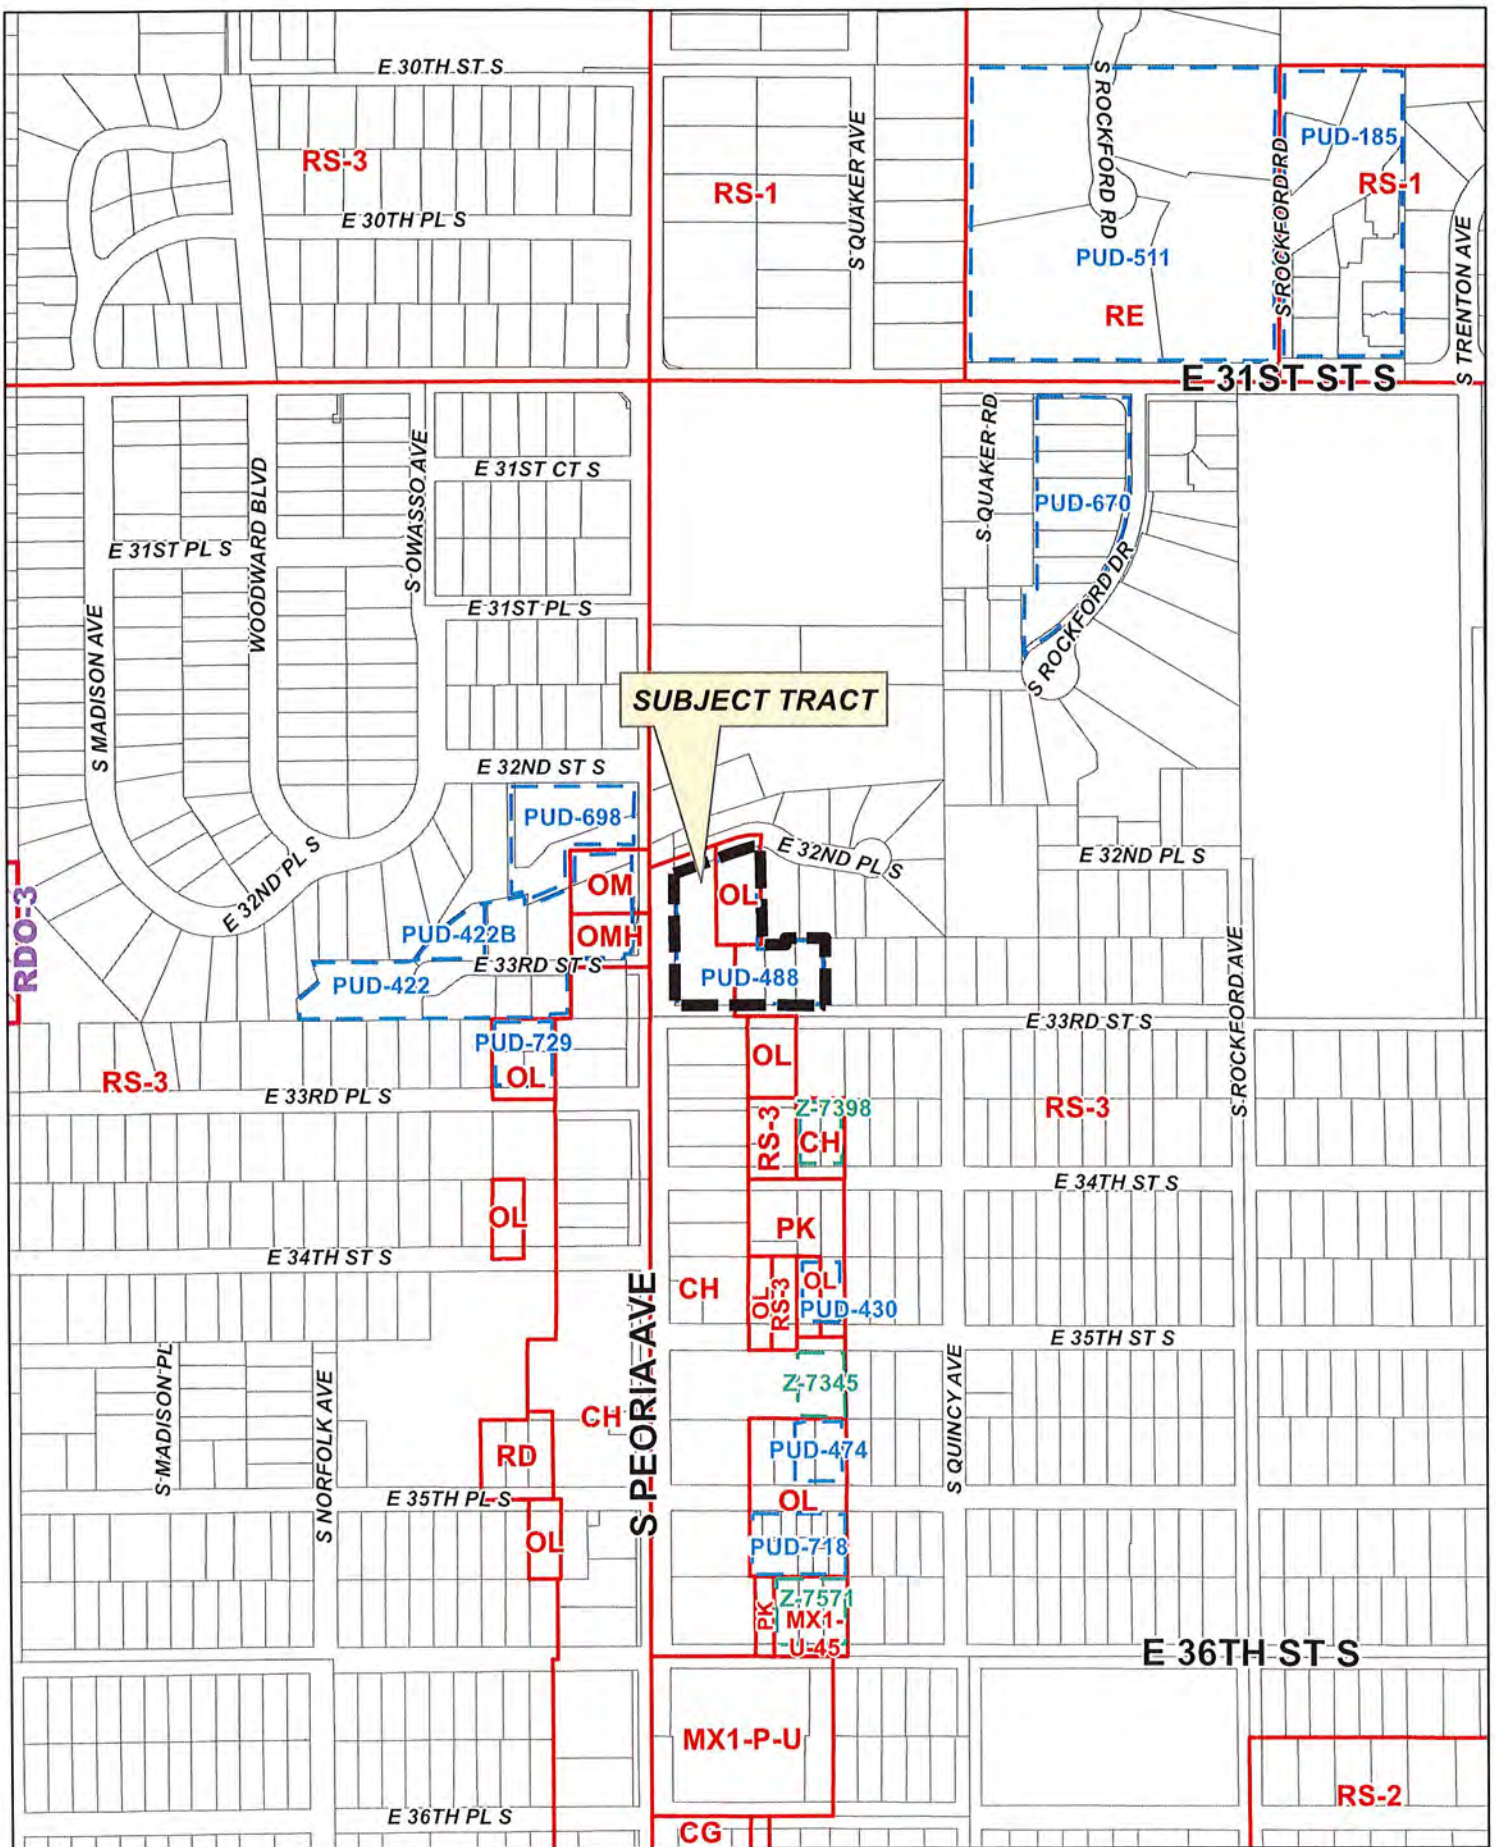 E 30TH ST S
S ROCKFORD RD
PUD-185
RS-3
RS-1
S QUAKER AVE
S ROCKFORD RD
RS-1
E 30TH PL S
PUD-511
S TRENTON AVE
RE
E 31ST ST S
S QUAKER RD
E 31ST CT S
S OWASSO AVE
WOODWARD BLVD
PUD-670
E 31ST PL S
E 31ST PL S
S ROCKFORD DR
S MADISON AVE
SUBJECT TRACT
E 32ND ST S
PUD-698
E 32ND PL S
E 32ND PL S
E 32ND PL S
OM
OL
RDO-3
PUD-422B
OMH
E 33RD ST S
PUD-422
PUD-488
S ROCKFORD AVE
E 33RD ST S
PUD-729
OL
OL
RS-3
E 33RD PL S
Z-7398
RS-3
RS-3
CH
E 34TH ST S
OL
PK
E 34TH ST S
CH
OL
RS-3
OL
PUD-430
S PEORIA AVE
E 35TH ST S
S MADISON PL
S NORFOLK AVE
Z-7345
S QUINCY AVE
CH
RD
PUD-474
E 35TH PL S
OL
OL
PUD-718
PK
Z-7571
MX1-
U-45
E 36TH ST S
MX1-P-U
RS-2
E 36TH PL S
CG